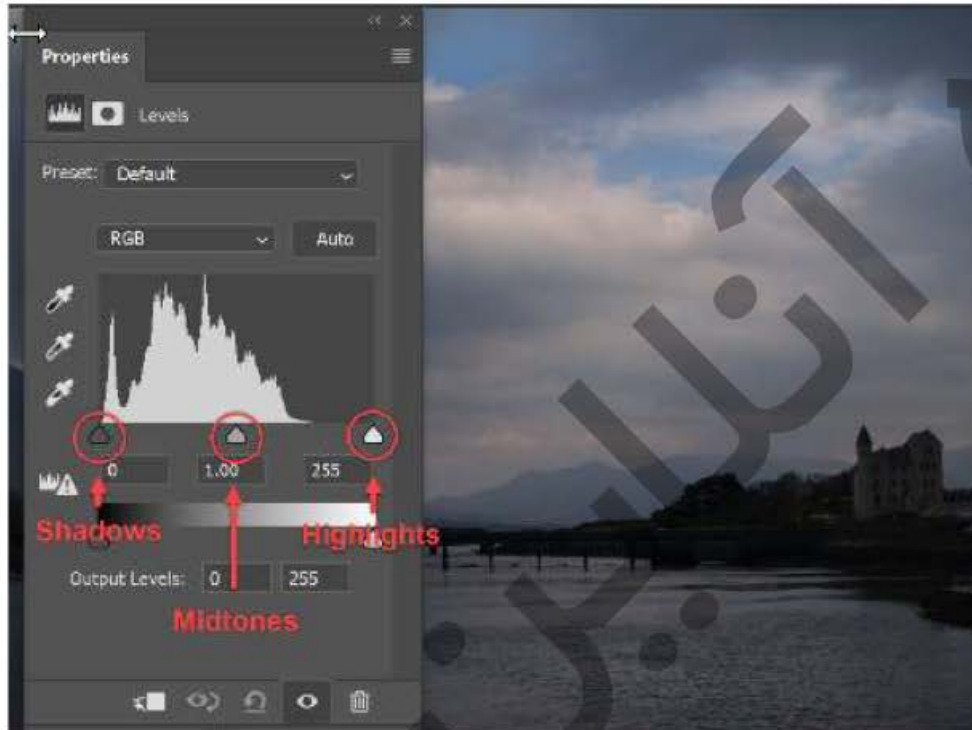 Properties
Levels
Preset: Default
RGB Auto
0 1.00 255
Shadows Highlights
Output Levels: 0 255
Midtones